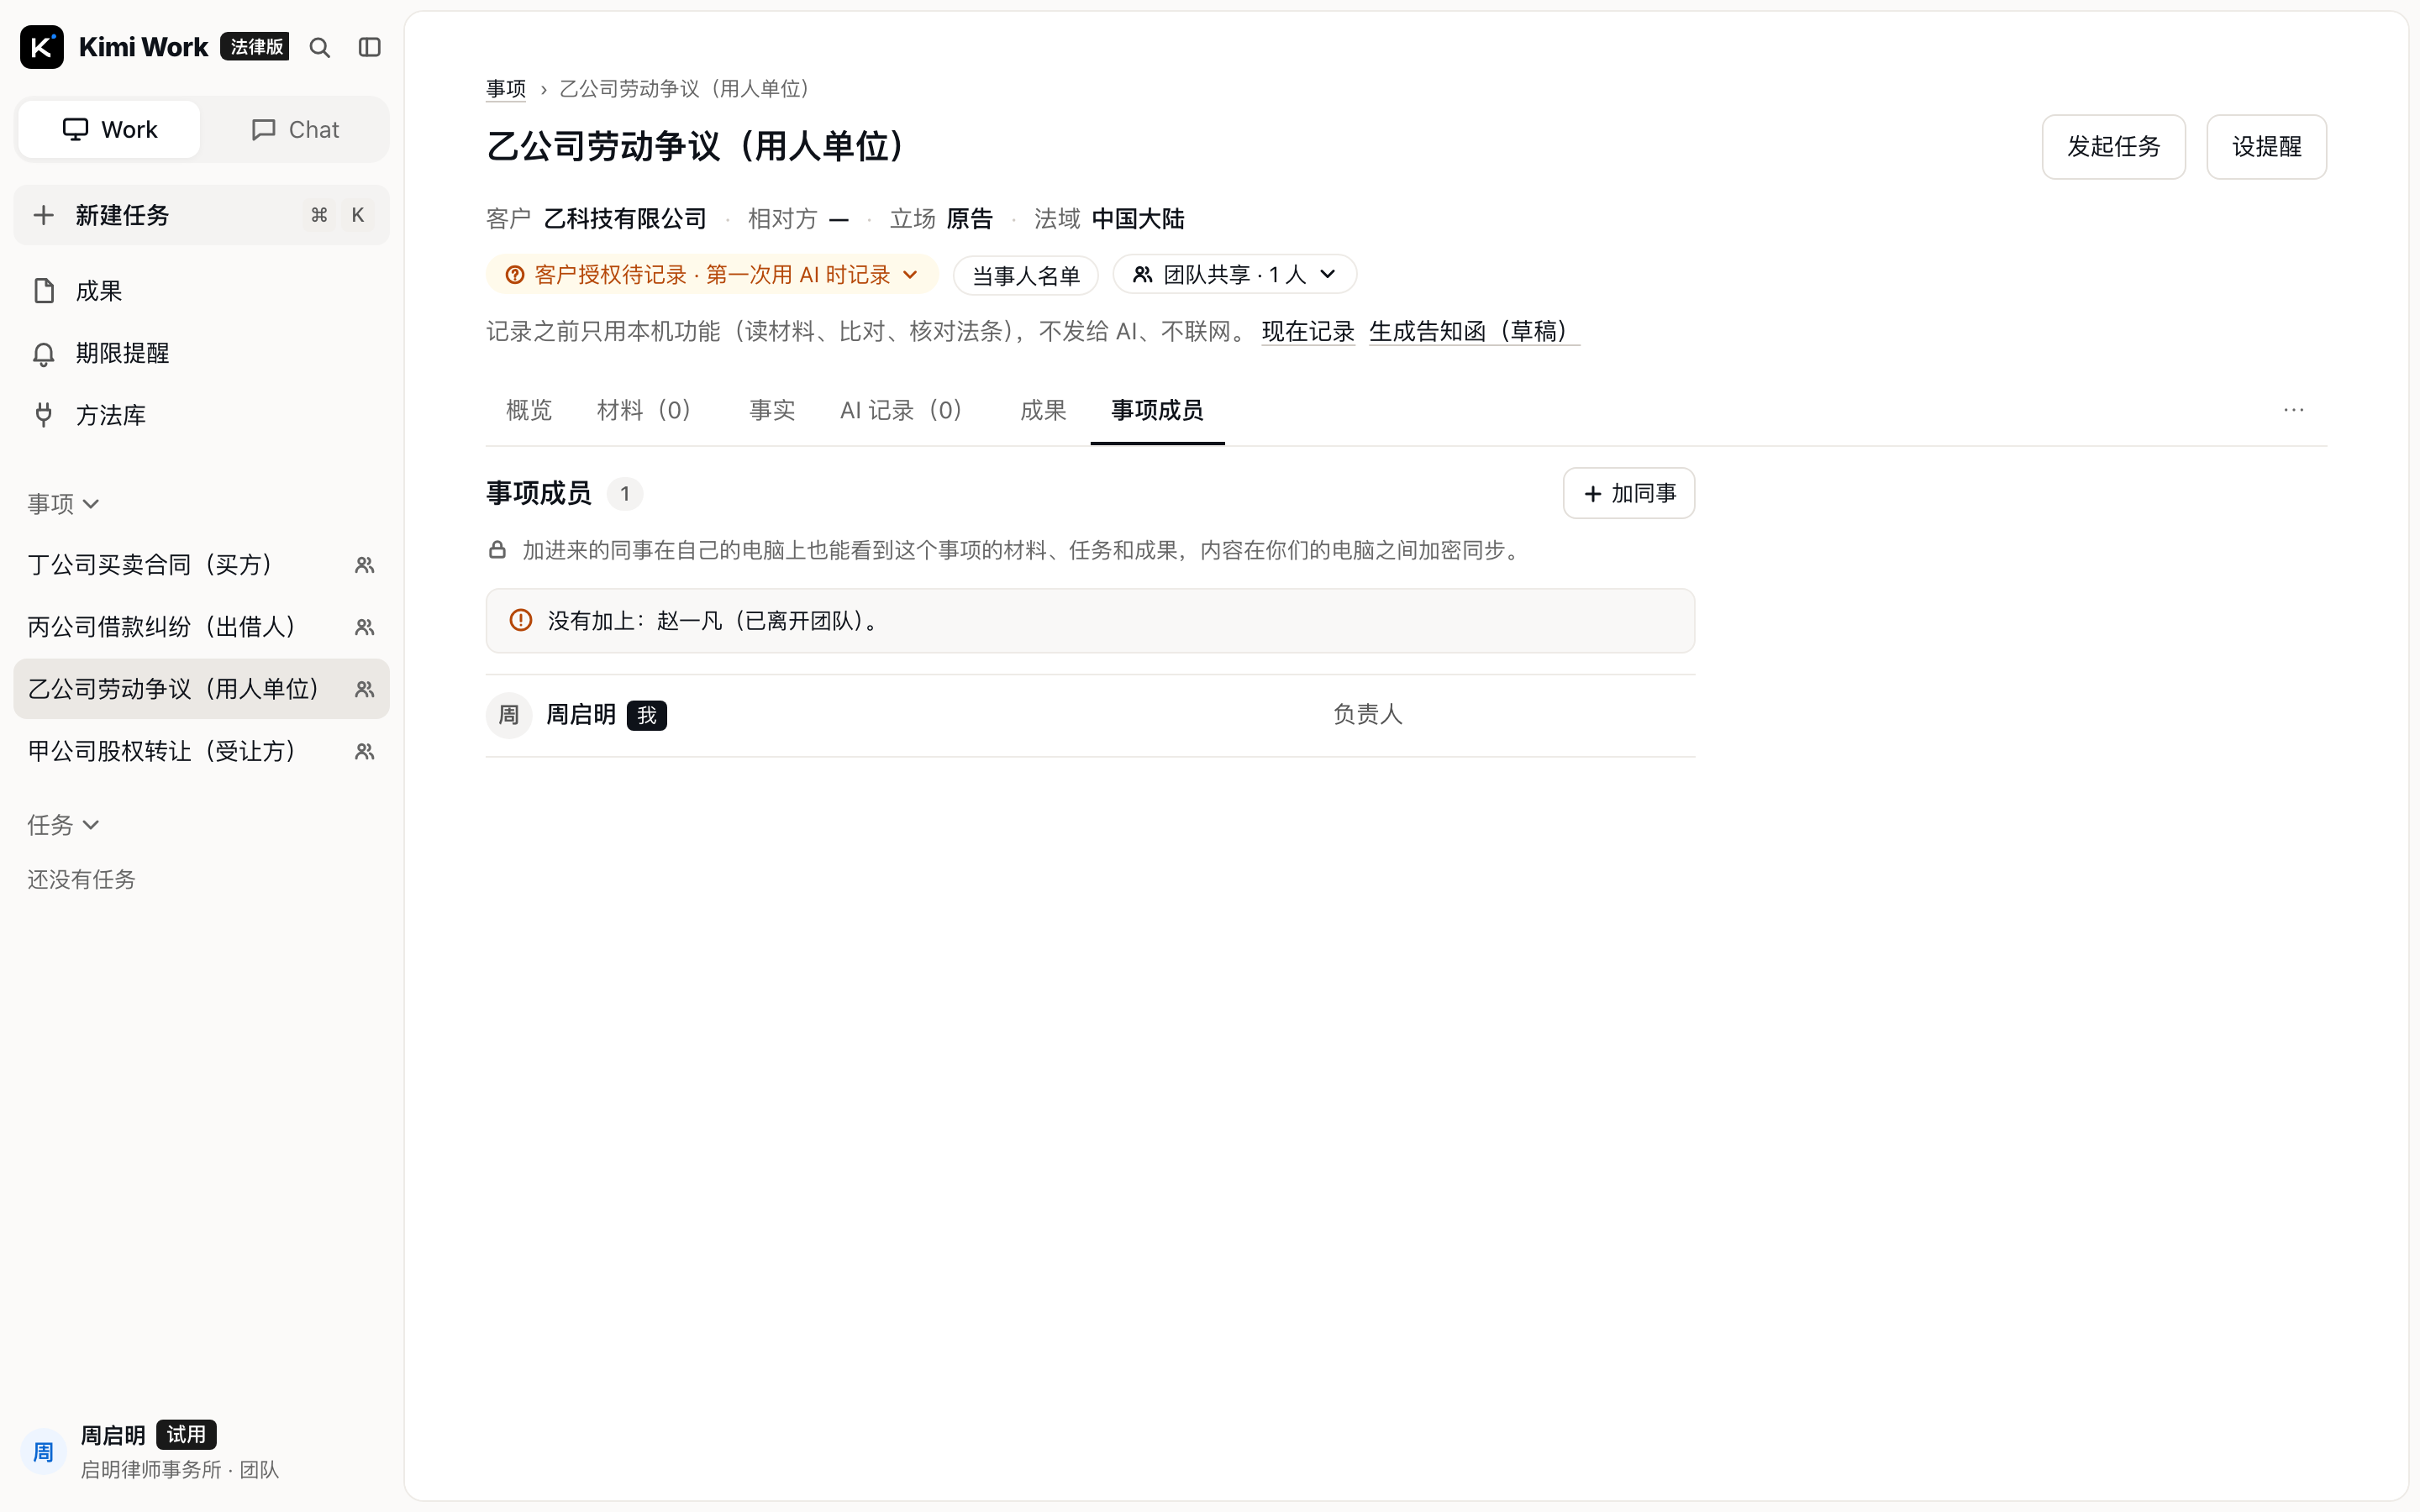 Kimi Work 法律版
Work Chat
新建任务 ⌘ K
成果
期限提醒
方法库
事项
丁公司买卖合同（买方）
丙公司借款纠纷（出借人）
乙公司劳动争议（用人单位）
甲公司股权转让（受让方）
任务
还没有任务
周 周启明 试用
启明律师事务所 · 团队
事项 › 乙公司劳动争议（用人单位）
乙公司劳动争议（用人单位）
发起任务 设提醒
客户 乙科技有限公司 · 相对方 — · 立场 原告 · 法域 中国大陆
客户授权待记录 · 第一次用 AI 时记录 当事人名单 团队共享 · 1 人
记录之前只用本机功能（读材料、比对、核对法条），不发给 AI、不联网。 现在记录 生成告知函（草稿）
概览 材料（0） 事实 AI 记录（0） 成果 事项成员 ···
事项成员 1 + 加同事
加进来的同事在自己的电脑上也能看到这个事项的材料、任务和成果，内容在你们的电脑之间加密同步。
没有加上：赵一凡（已离开团队）。
周 周启明 我 负责人